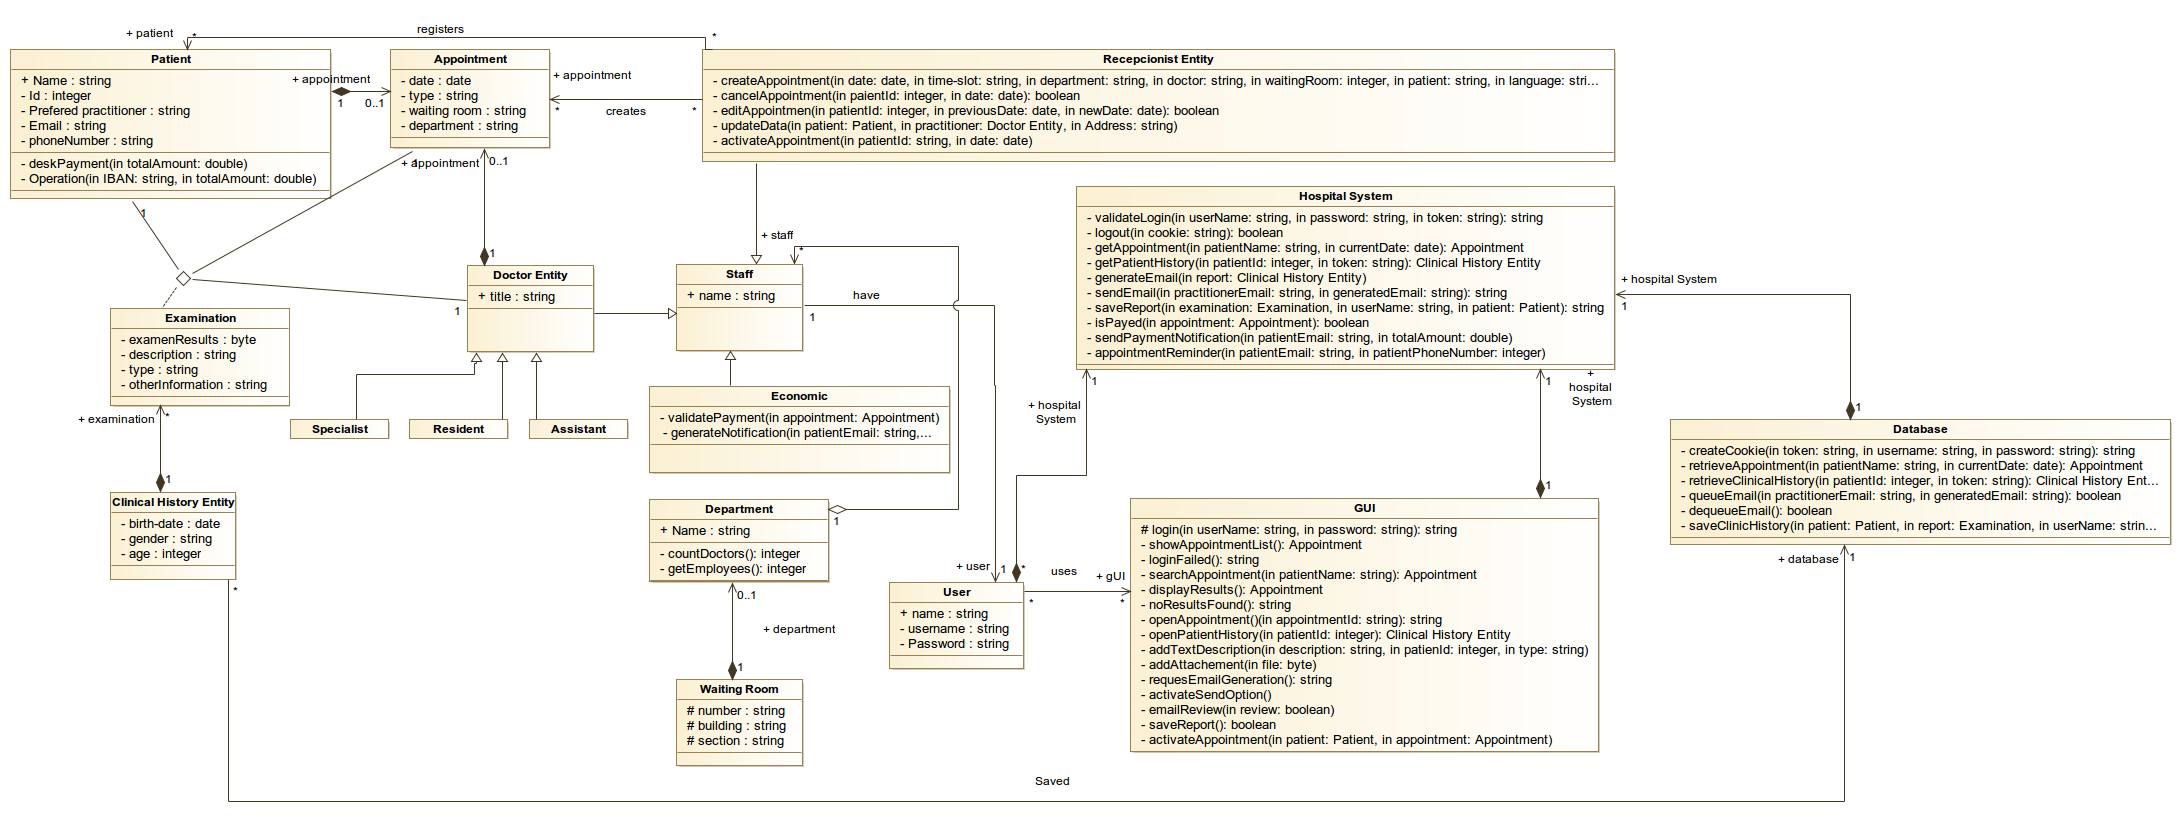 registers
+ patient
*
*
Patient
+ Name : string
- Id : integer
- Prefered practitioner : string
- Email : string
- phoneNumber : string
- deskPayment(in totalAmount: double)
- Operation(in IBAN: string, in totalAmount: double)
+ appointment
1
0..1
Appointment
- date : date
- type : string
- waiting room : string
- department : string
+ appointment
*
creates
*
Recepcionist Entity
- createAppointment(in date: date, in time-slot: string, in department: string, in doctor: string, in waitingRoom: integer, in patient: string, in language: stri...
- cancelAppointment(in paientId: integer, in date: date): boolean
- editAppointmen(in patientId: integer, in previousDate: date, in newDate: date): boolean
- updateData(in patient: Patient, in practitioner: Doctor Entity, in Address: string)
- activateAppointment(in patientId: string, in date: date)
+ appointment
1
0..1
1
1
1
Doctor Entity
+ title : string
+ staff
*
Staff
+ name : string
have
1
Hospital System
- validateLogin(in userName: string, in password: string, in token: string): string
- logout(in cookie: string): boolean
- getAppointment(in patientName: string, in currentDate: date): Appointment
- getPatientHistory(in patientId: integer, in token: string): Clinical History Entity
- generateEmail(in report: Clinical History Entity)
- sendEmail(in practitionerEmail: string, in generatedEmail: string): string
- saveReport(in examination: Examination, in userName: string, in patient: Patient): string
- isPayed(in appointment: Appointment): boolean
- sendPaymentNotification(in patientEmail: string, in totalAmount: double)
- appointmentReminder(in patientEmail: string, in patientPhoneNumber: integer)
+ hospital System
1
Examination
- examenResults : byte
- description : string
- type : string
- otherInformation : string
+ examination
*
1
Specialist
Resident
Assistant
Economic
- validatePayment(in appointment: Appointment)
- generateNotification(in patientEmail: string,...
1
+ hospital
System
1
+
hospital
System
1
Database
- createCookie(in token: string, in username: string, in password: string): string
- retrieveAppointment(in patientName: string, in currentDate: date): Appointment
- retrieveClinicalHistory(in patientId: integer, in token: string): Clinical History Ent...
- queueEmail(in practitionerEmail: string, in generatedEmail: string): boolean
- dequeueEmail(): boolean
- saveClinicHistory(in patient: Patient, in report: Examination, in userName: strin...
+ database
1
Clinical History Entity
- birth-date : date
- gender : string
- age : integer
*
Department
+ Name : string
- countDoctors(): integer
- getEmployees(): integer
1
0..1
+ department
1
Waiting Room
# number : string
# building : string
# section : string
+ user
1
*
User
+ name : string
- username : string
- Password : string
uses
*
+ gUI
*
1
GUI
# login(in userName: string, in password: string): string
- showAppointmentList(): Appointment
- loginFailed(): string
- searchAppointment(in patientName: string): Appointment
- displayResults(): Appointment
- noResultsFound(): string
- openAppointment()(in appointmentId: string): string
- openPatientHistory(in patientId: integer): Clinical History Entity
- addTextDescription(in description: string, in patienId: integer, in type: string)
- addAttachement(in file: byte)
- requesEmailGeneration(): string
- activateSendOption()
- emailReview(in review: boolean)
- saveReport(): boolean
- activateAppointment(in patient: Patient, in appointment: Appointment)
Saved